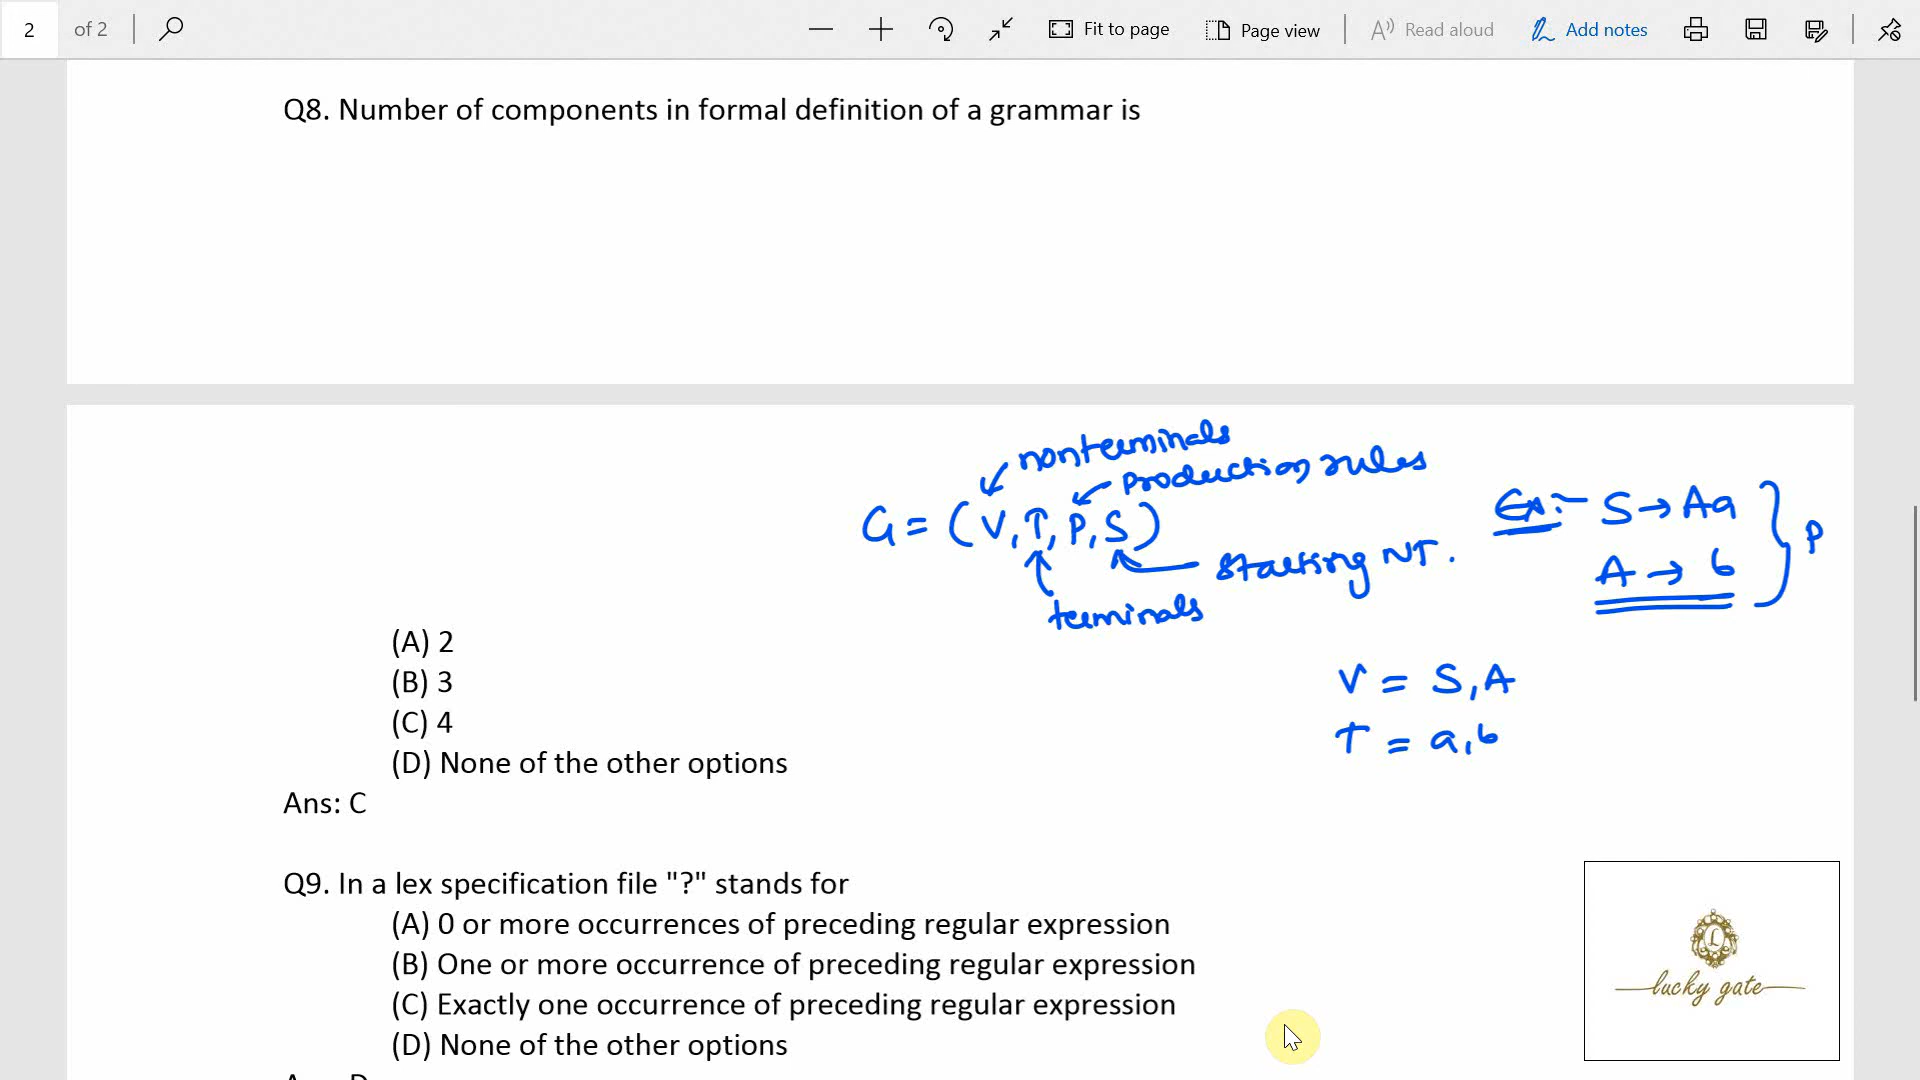 2 of 2 Fit to page Page view Read aloud Add notes
Q8. Number of components in formal definition of a grammar is
nonterminals
production rules
G = (V, T, P, S)
Ex:- S → Aa
A → b
P
starting NT.
terminals
(A) 2
(B) 3
(C) 4
(D) None of the other options
V = S, A
T = a, b
Ans: C
Q9. In a lex specification file "?" stands for
(A) 0 or more occurrences of preceding regular expression
(B) One or more occurrence of preceding regular expression
(C) Exactly one occurrence of preceding regular expression
(D) None of the other options
L
lucky gate